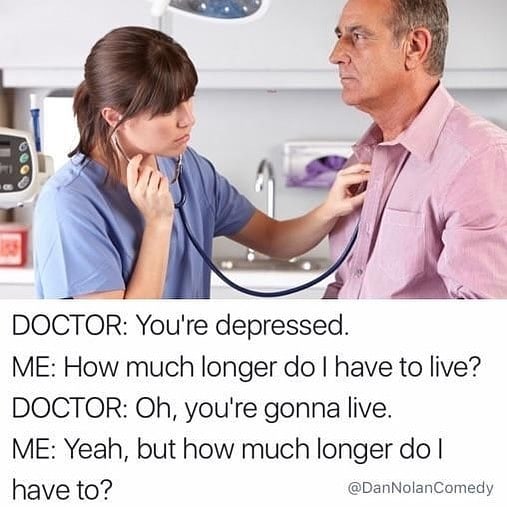 DOCTOR: You're depressed.
ME: How much longer do I have to live?
DOCTOR: Oh, you're gonna live.
ME: Yeah, but how much longer do I
have to?
@DanNolanComedy